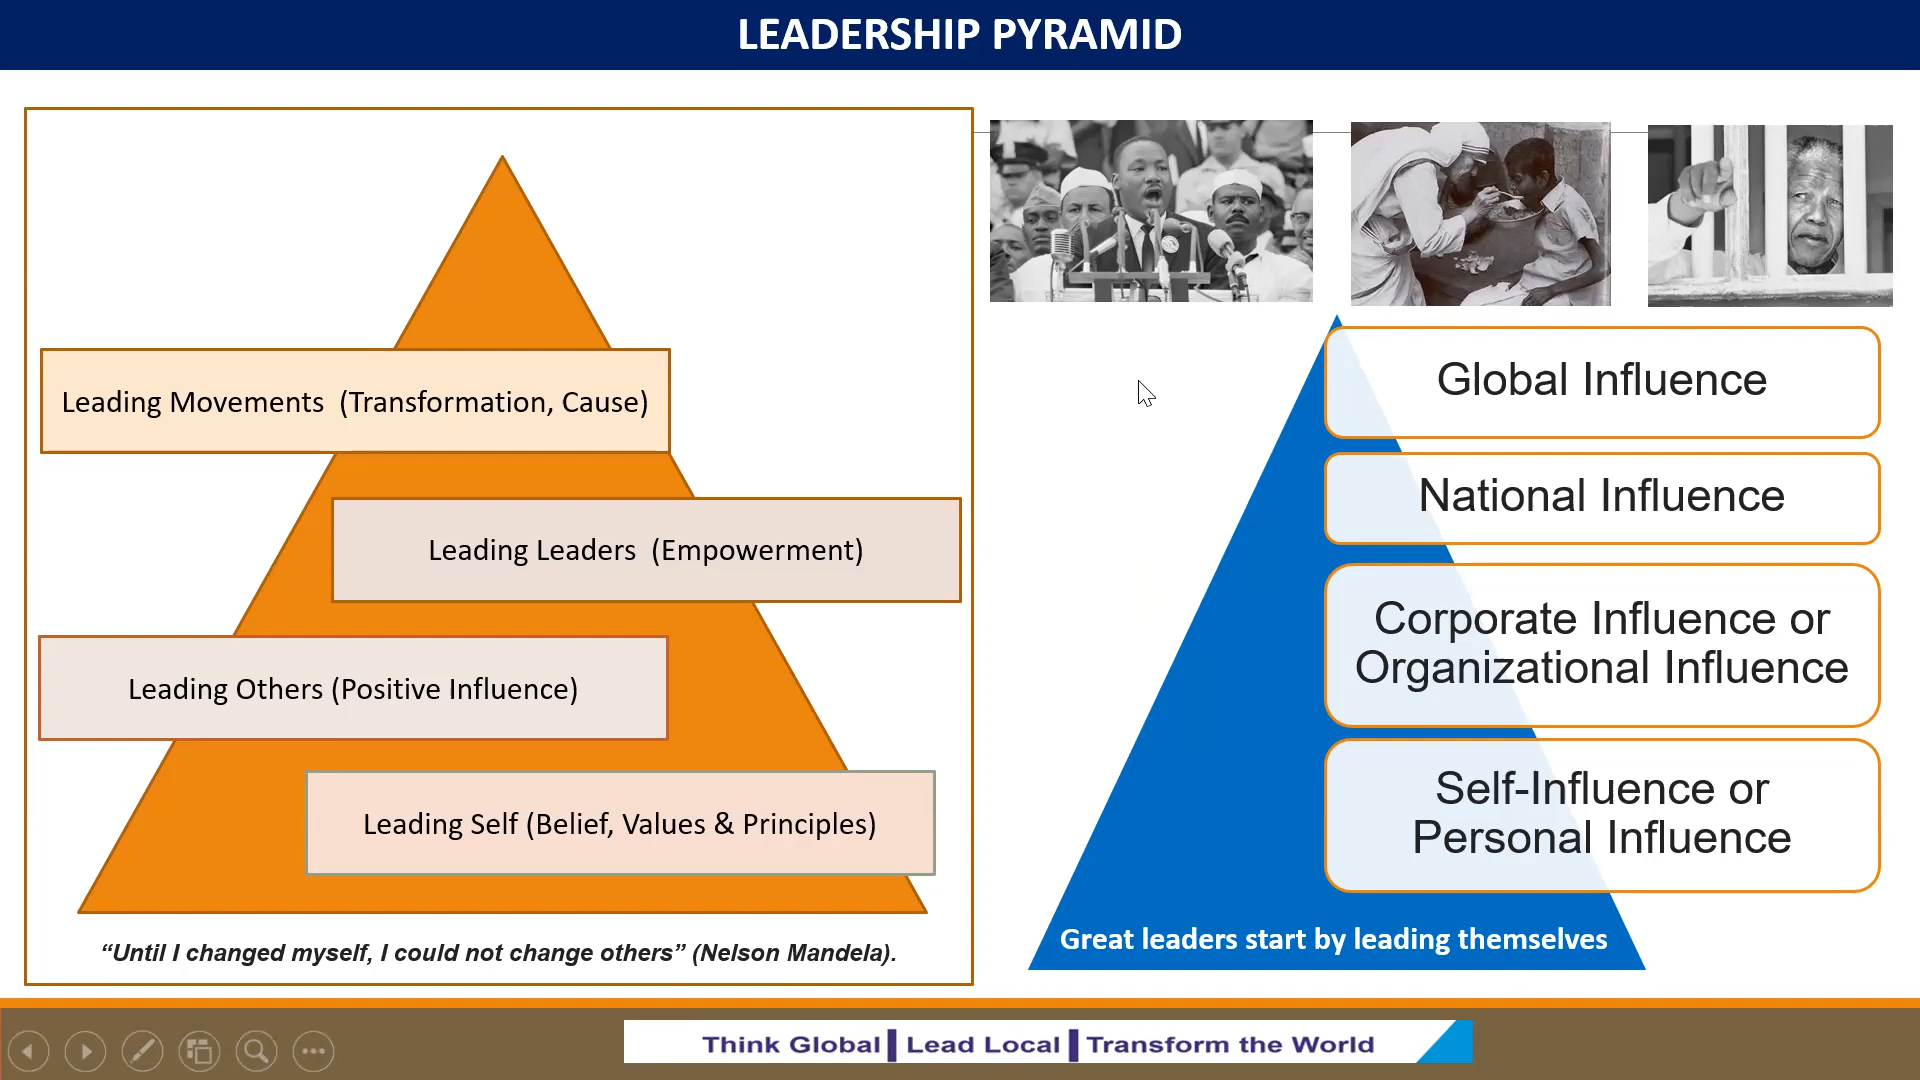 LEADERSHIP PYRAMID
Leading Movements  (Transformation, Cause)
Leading Leaders  (Empowerment)
Leading Others (Positive Influence)
Leading Self (Belief, Values & Principles)
“Until I changed myself, I could not change others” (Nelson Mandela).
Global Influence
National Influence
Corporate Influence or
Organizational Influence
Self-Influence or
Personal Influence
Great leaders start by leading themselves
Think Global | Lead Local | Transform the World